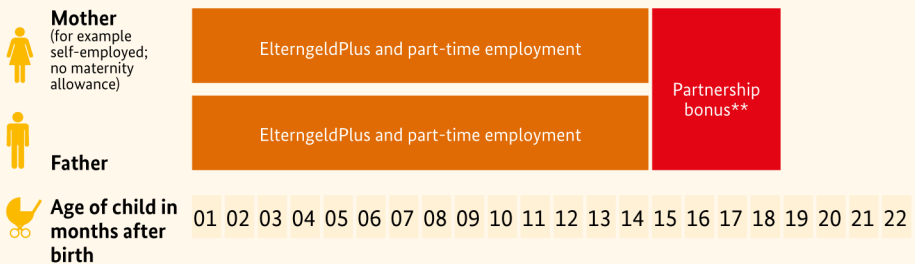 Mother
(for example
self-employed;
no maternity
allowance)
ElterngeldPlus and part-time employment
Partnership
bonus**
ElterngeldPlus and part-time employment
Father
Age of child in
months after
birth
01 02 03 04 05 06 07 08 09 10 11 12 13 14 15 16 17 18 19 20 21 22